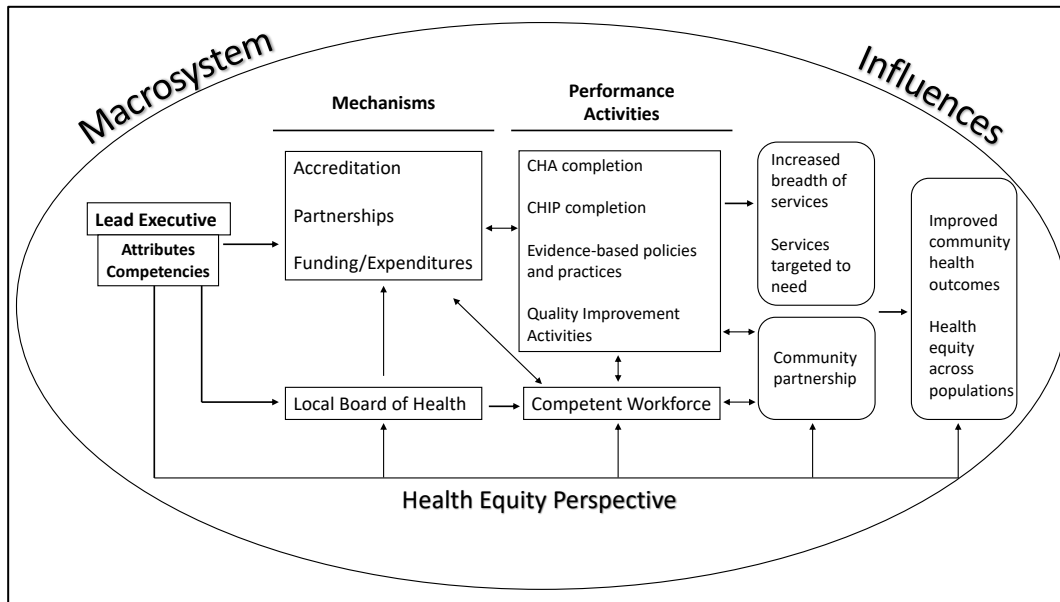 Macrosystem
Influences
Mechanisms
Performance
Activities
Lead Executive
Attributes
Competencies
Accreditation
Partnerships
Funding/Expenditures
CHA completion
CHIP completion
Evidence-based policies
and practices
Quality Improvement
Activities
Increased
breadth of
services
Services
targeted to
need
Improved
community
health
outcomes
Health
equity
across
populations
Local Board of Health
Competent Workforce
Community
partnership
Health Equity Perspective